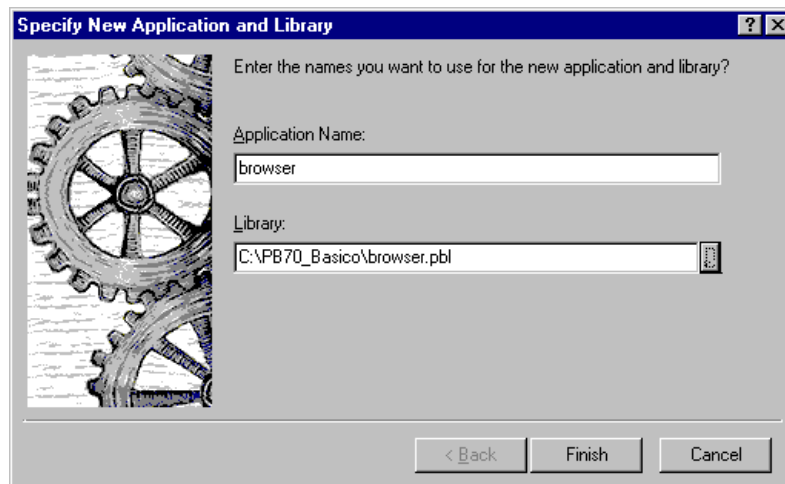 Specify New Application and Library
Enter the names you want to use for the new application and library?
Application Name:
browser
Library:
C:\PB70_Basico\browser.pbl
< Back
Finish
Cancel